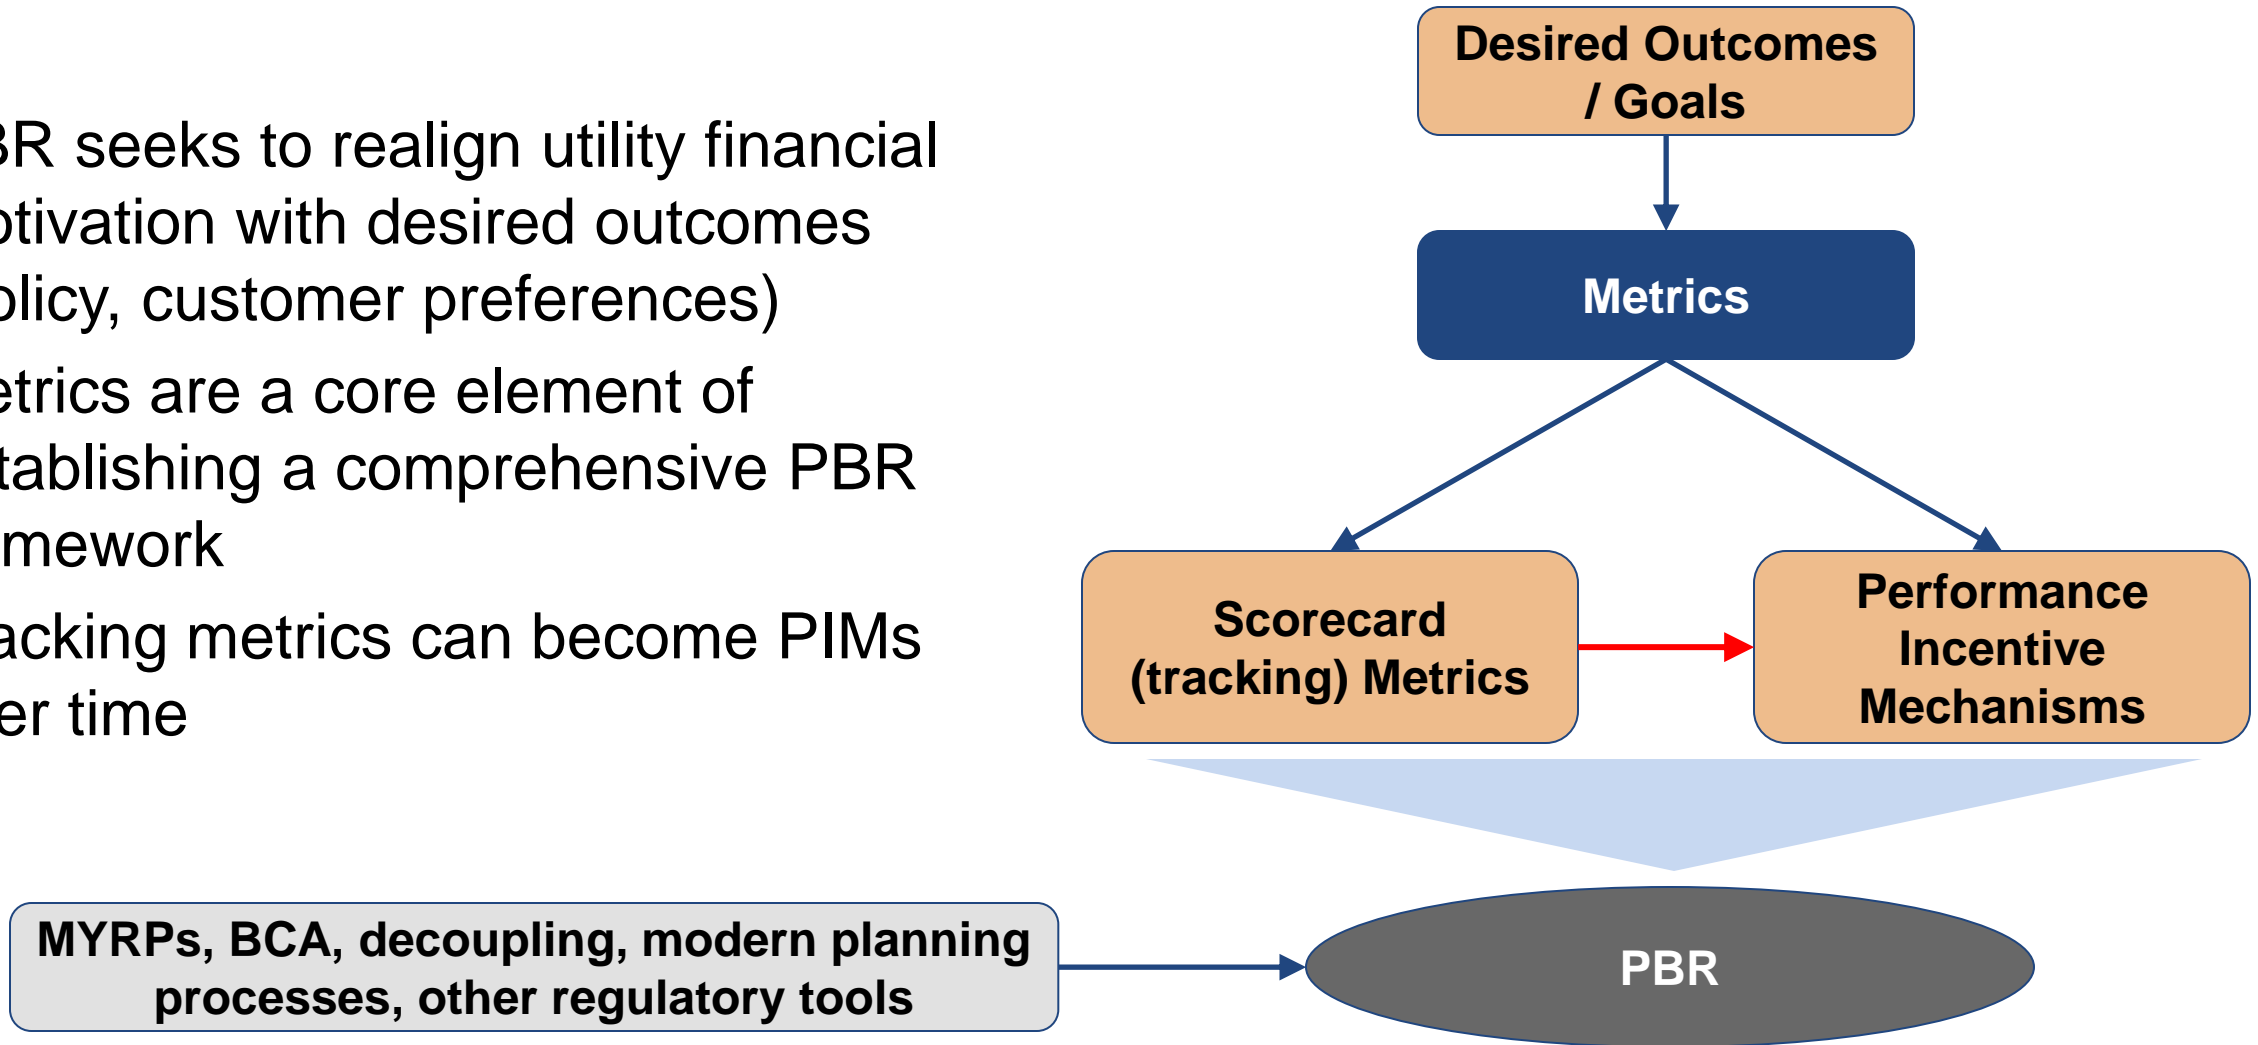 BR seeks to realign utility financial
otivation with desired outcomes
olicy, customer preferences)
etrics are a core element of
tablishing a comprehensive PBR
mework
acking metrics can become PIMs
er time
Desired Outcomes
/ Goals
Metrics
Scorecard
(tracking) Metrics
Performance
Incentive
Mechanisms
MYRPs, BCA, decoupling, modern planning
processes, other regulatory tools
PBR